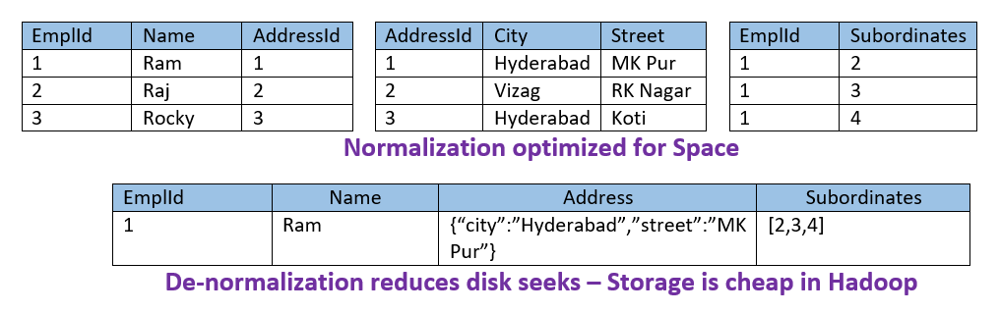 EmplId Name AddressId AddressId City Street EmplId Subordinates
1 Ram 1 1 Hyderabad MK Pur 1 2
2 Raj 2 2 Vizag RK Nagar 1 3
3 Rocky 3 3 Hyderabad Koti 1 4
Normalization optimized for Space
EmplId Name Address Subordinates
1 Ram {“city”:”Hyderabad”,”street”:”MK [2,3,4]
Pur”}
De-normalization reduces disk seeks – Storage is cheap in Hadoop